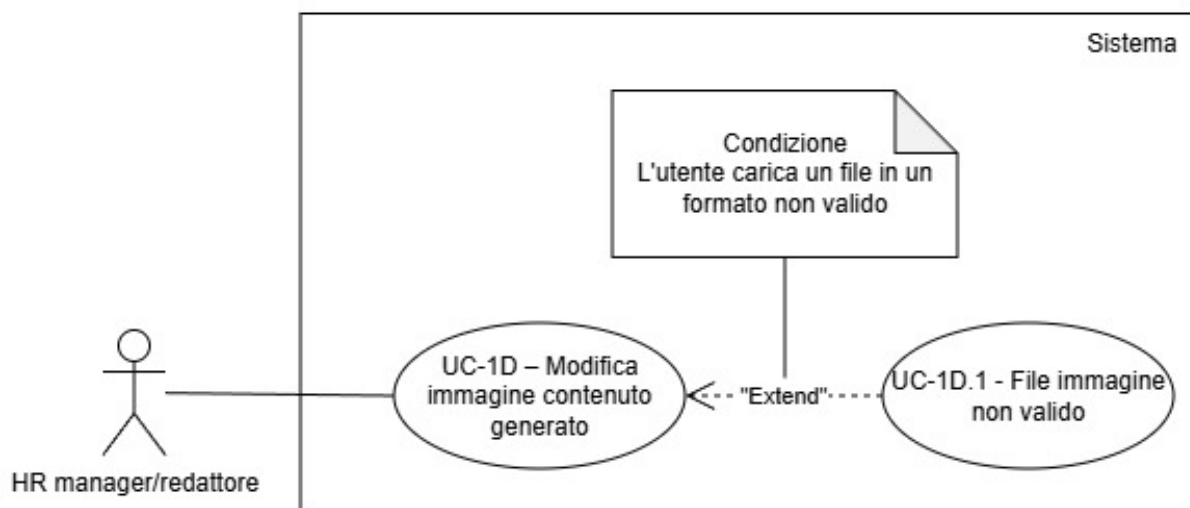 Sistema
Condizione
L'utente carica un file in un
formato non valido
UC-1D – Modifica
immagine contenuto
generato
"Extend"
UC-1D.1 - File immagine
non valido
HR manager/redattore